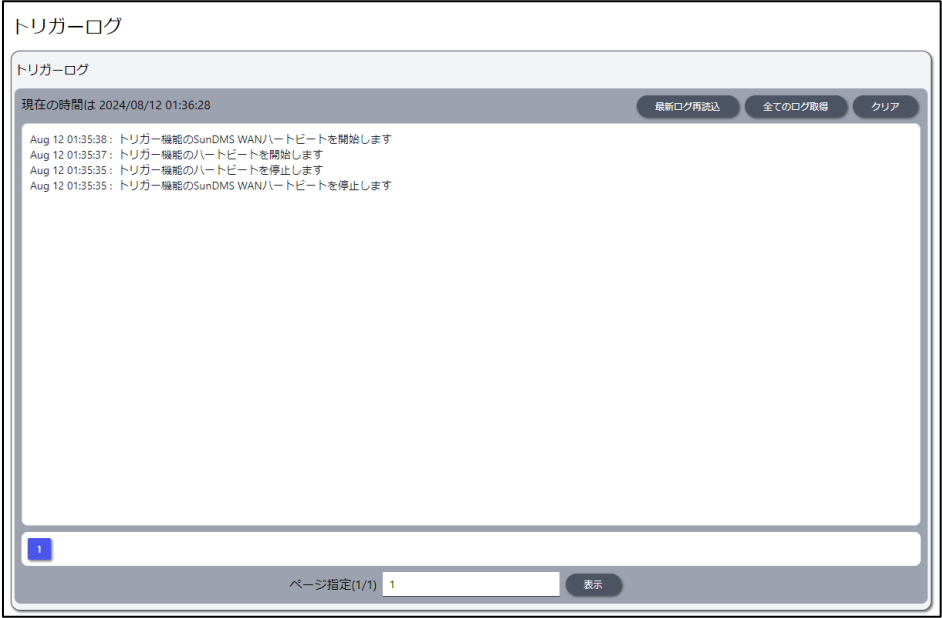 トリガーログ
トリガーログ
現在の時間は 2024/08/12 01:36:28
最新ログ再読込
全てのログ取得
クリア
Aug 12 01:35:38 : トリガー機能のSunDMS WANハートビートを開始します
Aug 12 01:35:37 : トリガー機能のハートビートを開始します
Aug 12 01:35:35 : トリガー機能のハートビートを停止します
Aug 12 01:35:35 : トリガー機能のSunDMS WANハートビートを停止します
1
ページ指定(1/1) 1 表示